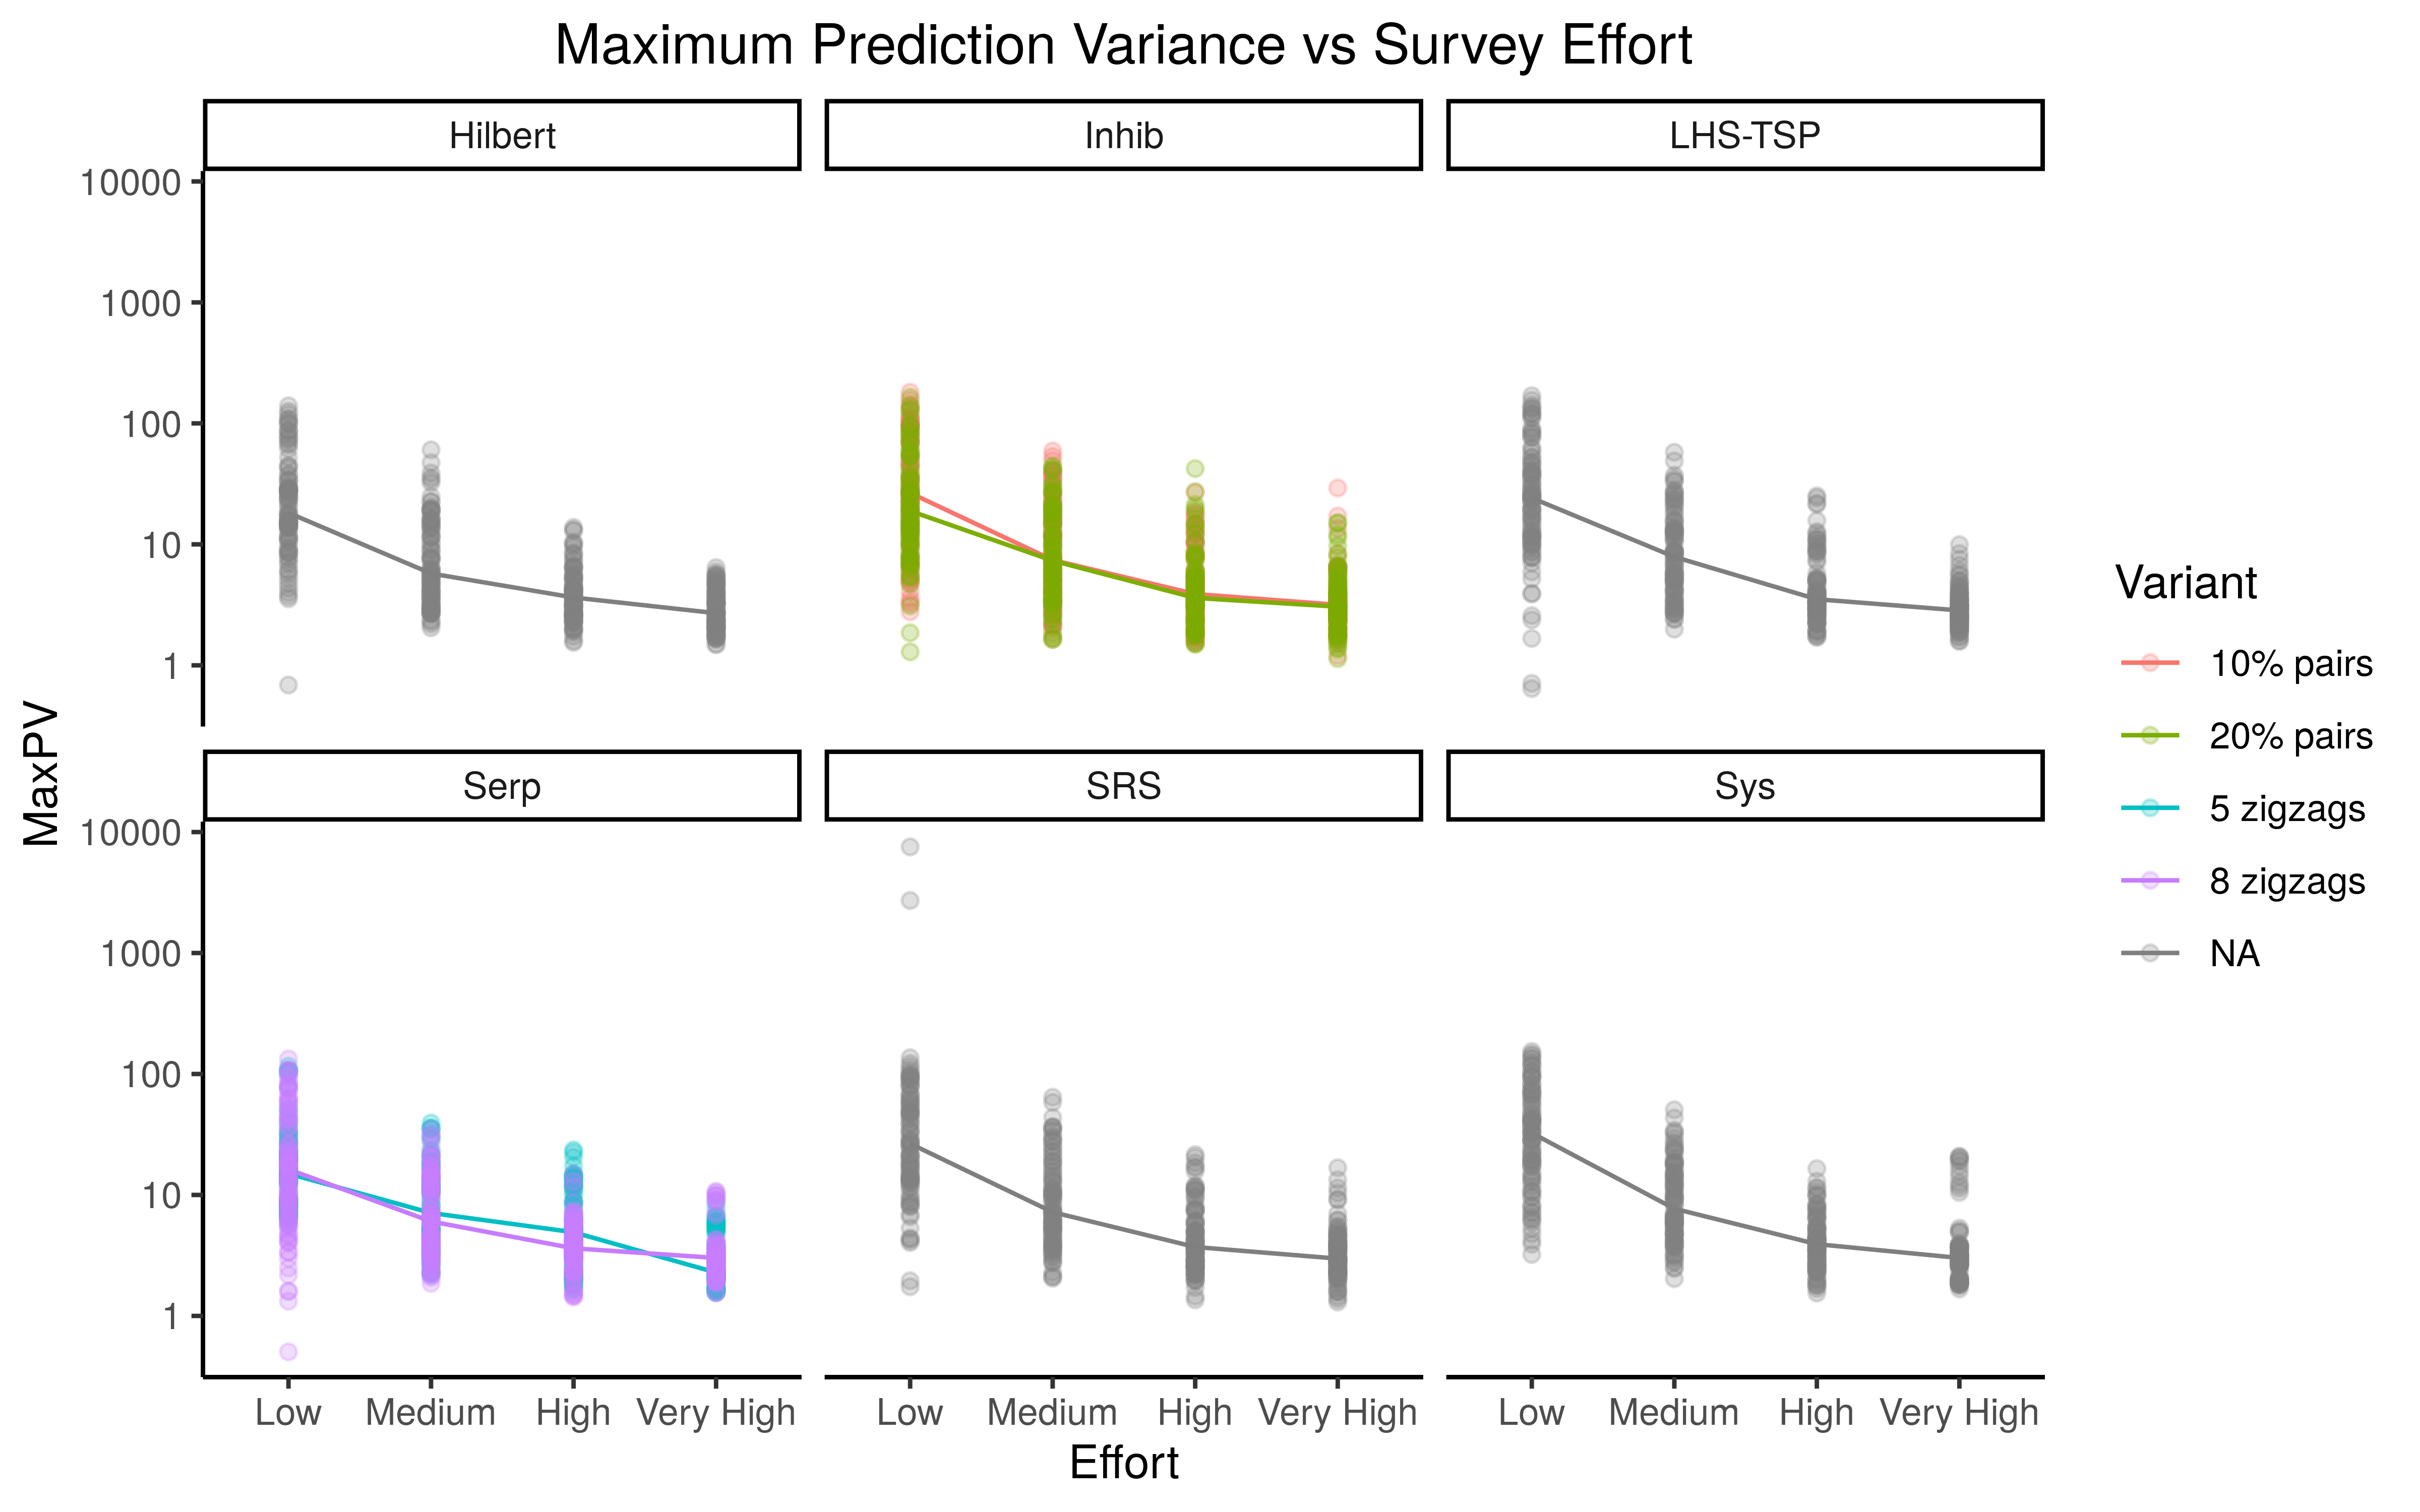 Maximum Prediction Variance vs Survey Effort
Hilbert
Inhib
LHS-TSP
10000
1000
100
10
1
MaxPV
Serp
SRS
Sys
10000
1000
100
10
1
Low Medium High Very High
Low Medium High Very High
Low Medium High Very High
Effort
Variant
10% pairs
20% pairs
5 zigzags
8 zigzags
NA